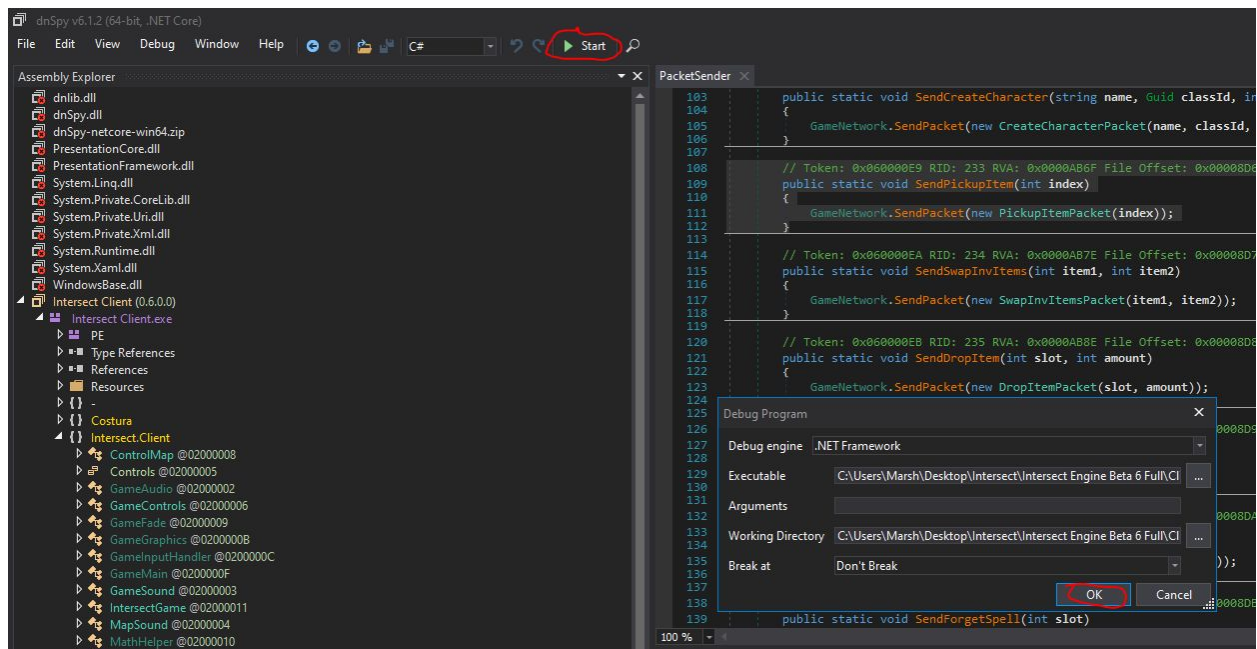 dnSpy v6.1.2 (64-bit, .NET Core)
File Edit View Debug Window Help C# Start
Assembly Explorer
dnlib.dll
dnSpy.dll
dnSpy-netcore-win64.zip
PresentationCore.dll
PresentationFramework.dll
System.Linq.dll
System.Private.CoreLib.dll
System.Private.Uri.dll
System.Private.Xml.dll
System.Runtime.dll
System.Xaml.dll
WindowsBase.dll
Intersect Client (0.6.0.0)
Intersect Client.exe
PE
Type References
References
Resources
{ } -
{ } Costura
{ } Intersect.Client
ControlMap @02000008
Controls @02000005
GameAudio @02000002
GameControls @02000006
GameFade @02000009
GameGraphics @0200000B
GameInputHandler @0200000C
GameMain @0200000F
GameSound @02000003
IntersectGame @02000011
MapSound @02000004
MathHelper @02000010
PacketSender
103 public static void SendCreateCharacter(string name, Guid classId, in
104 {
105 GameNetwork.SendPacket(new CreateCharacterPacket(name, classId,
106 }
107
108 // Token: 0x060000E9 RID: 233 RVA: 0x0000AB6F File Offset: 0x00008D6
109 public static void SendPickupItem(int index)
110 {
111 GameNetwork.SendPacket(new PickupItemPacket(index));
112 }
113
114 // Token: 0x060000EA RID: 234 RVA: 0x0000AB7E File Offset: 0x00008D7
115 public static void SendSwapInvItems(int item1, int item2)
116 {
117 GameNetwork.SendPacket(new SwapInvItemsPacket(item1, item2));
118 }
119
120 // Token: 0x060000EB RID: 235 RVA: 0x0000AB8E File Offset: 0x00008D8
121 public static void SendDropItem(int slot, int amount)
122 {
123 GameNetwork.SendPacket(new DropItemPacket(slot, amount));
124
125
126 0008D9
127
128
129
130
131
132 0008DA
133
134
135 ));
136
137
138 0008DB
139 public static void SendForgetSpell(int slot)
100 %
Debug Program
Debug engine .NET Framework
Executable C:\Users\Marsh\Desktop\Intersect\Intersect Engine Beta 6 Full\Cl ...
Arguments
Working Directory C:\Users\Marsh\Desktop\Intersect\Intersect Engine Beta 6 Full\Cl ...
Break at Don't Break
OK Cancel